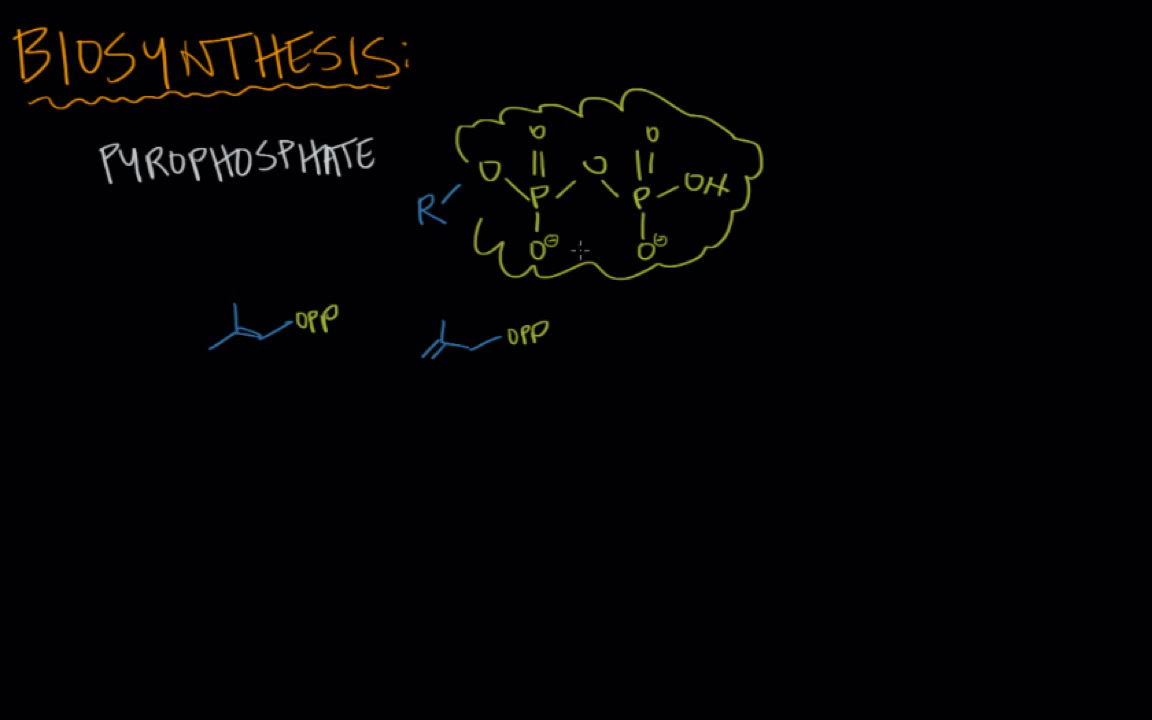 BIOSYNTHESIS:
PYROPHOSPHATE
O O
R O P O P OH
O⊖ O⊖
OPP OPP